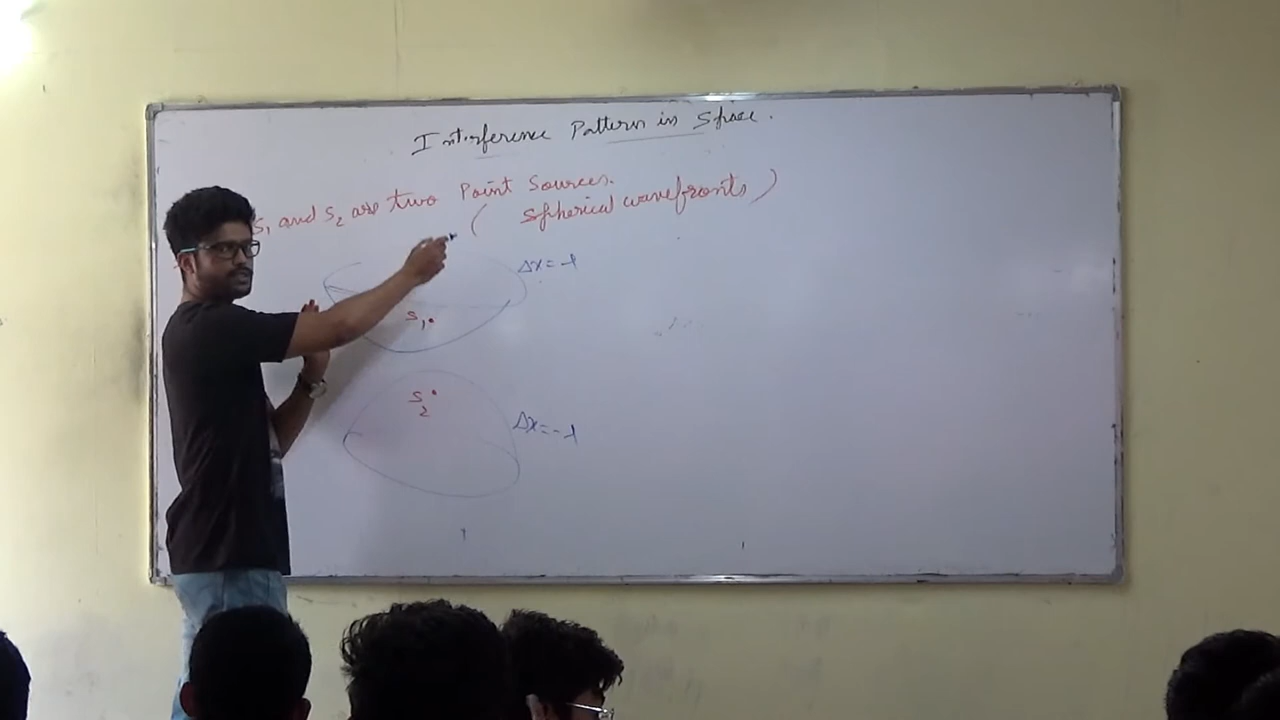 Interference Pattern in Space.
S₁ and S₂ are two Point Sources.
( Spherical wavefronts )
Δx = λ
S₁
S₂
Δx = -λ